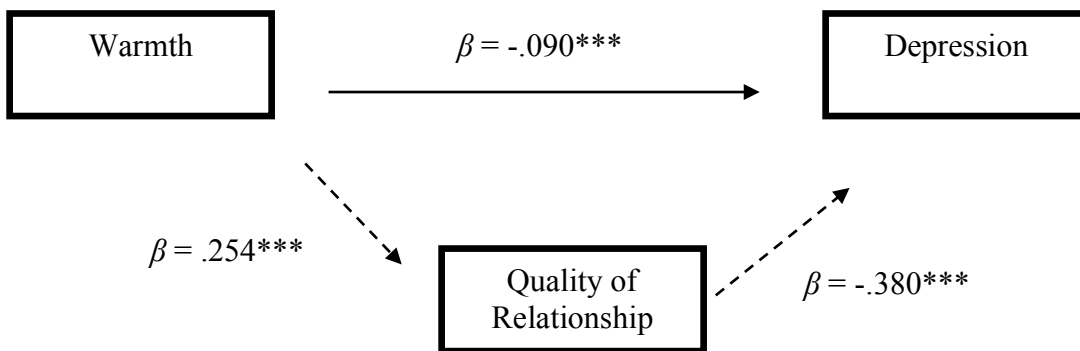 Warmth
β = -.090***
Depression
β = .254***
Quality of
Relationship
β = -.380***